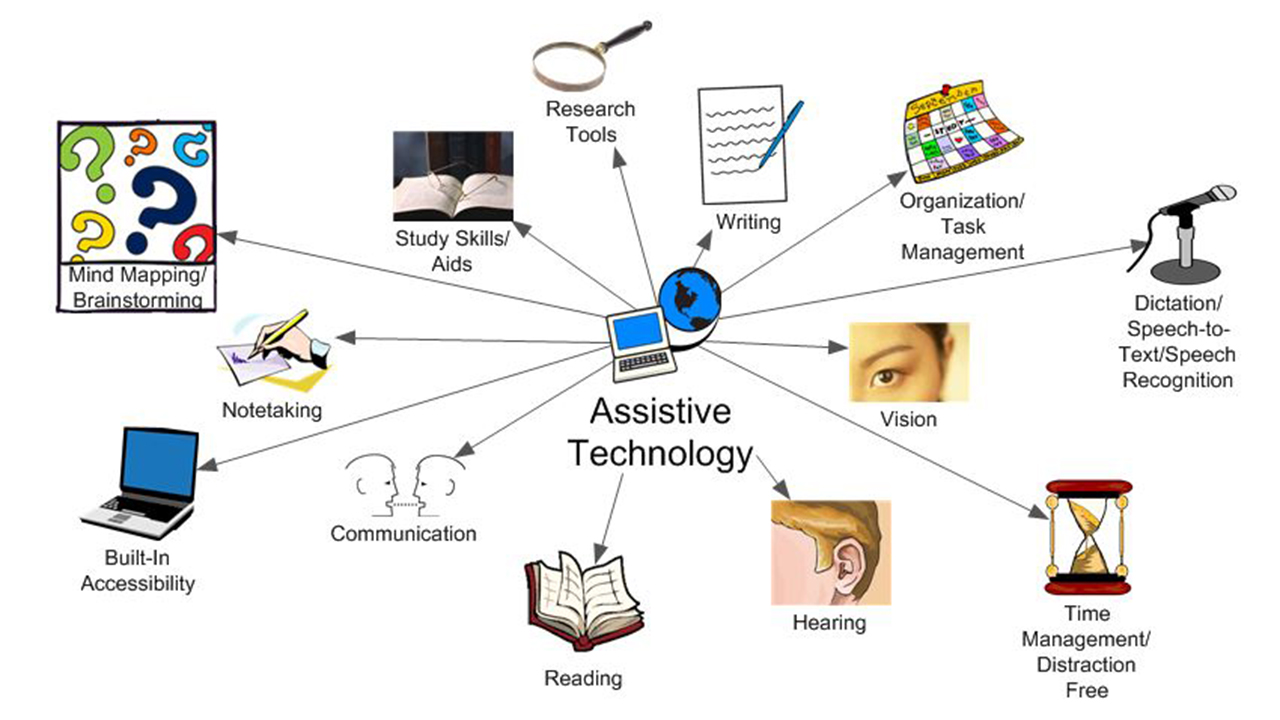 Research
Tools
September
Writing
Organization/
Task
Management
Study Skills/
Aids
Mind Mapping/
Brainstorming
Dictation/
Speech-to-
Text/Speech
Recognition
Notetaking
Vision
Assistive
Technology
Communication
Built-In
Accessibility
Hearing
Reading
Time
Management/
Distraction
Free